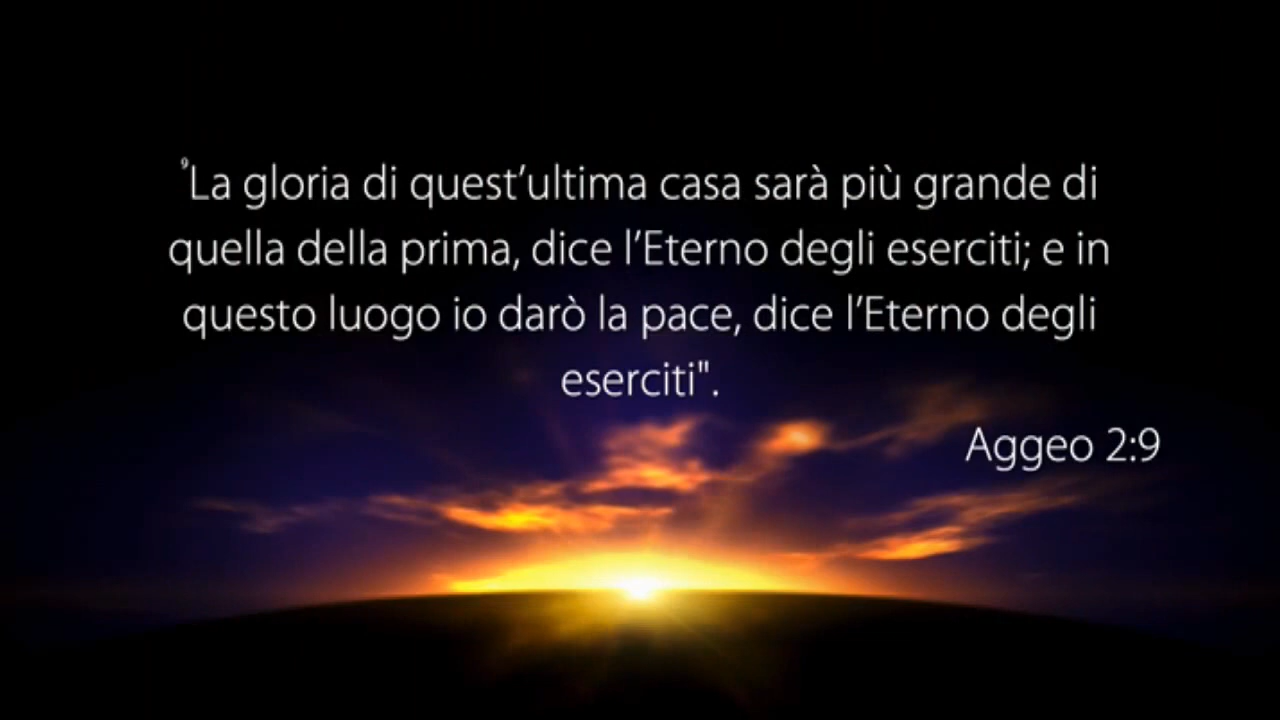 ⁹La gloria di quest’ultima casa sarà più grande di
quella della prima, dice l’Eterno degli eserciti; e in
questo luogo io darò la pace, dice l’Eterno degli
eserciti".
Aggeo 2:9